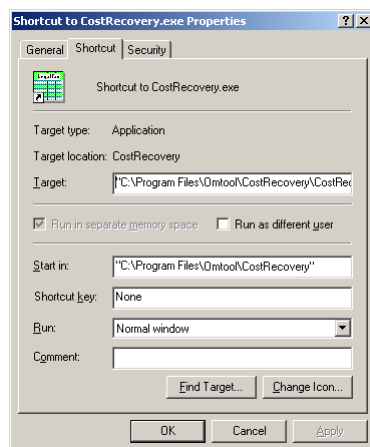 Shortcut to CostRecovery.exe Properties
General Shortcut Security
Shortcut to CostRecovery.exe
Target type: Application
Target location: CostRecovery
Target: "C:\Program Files\Omtool\CostRecovery\CostRec
Run in separate memory space Run as different user
Start in: "C:\Program Files\Omtool\CostRecovery"
Shortcut key: None
Run: Normal window
Comment:
Find Target... Change Icon...
OK Cancel Apply